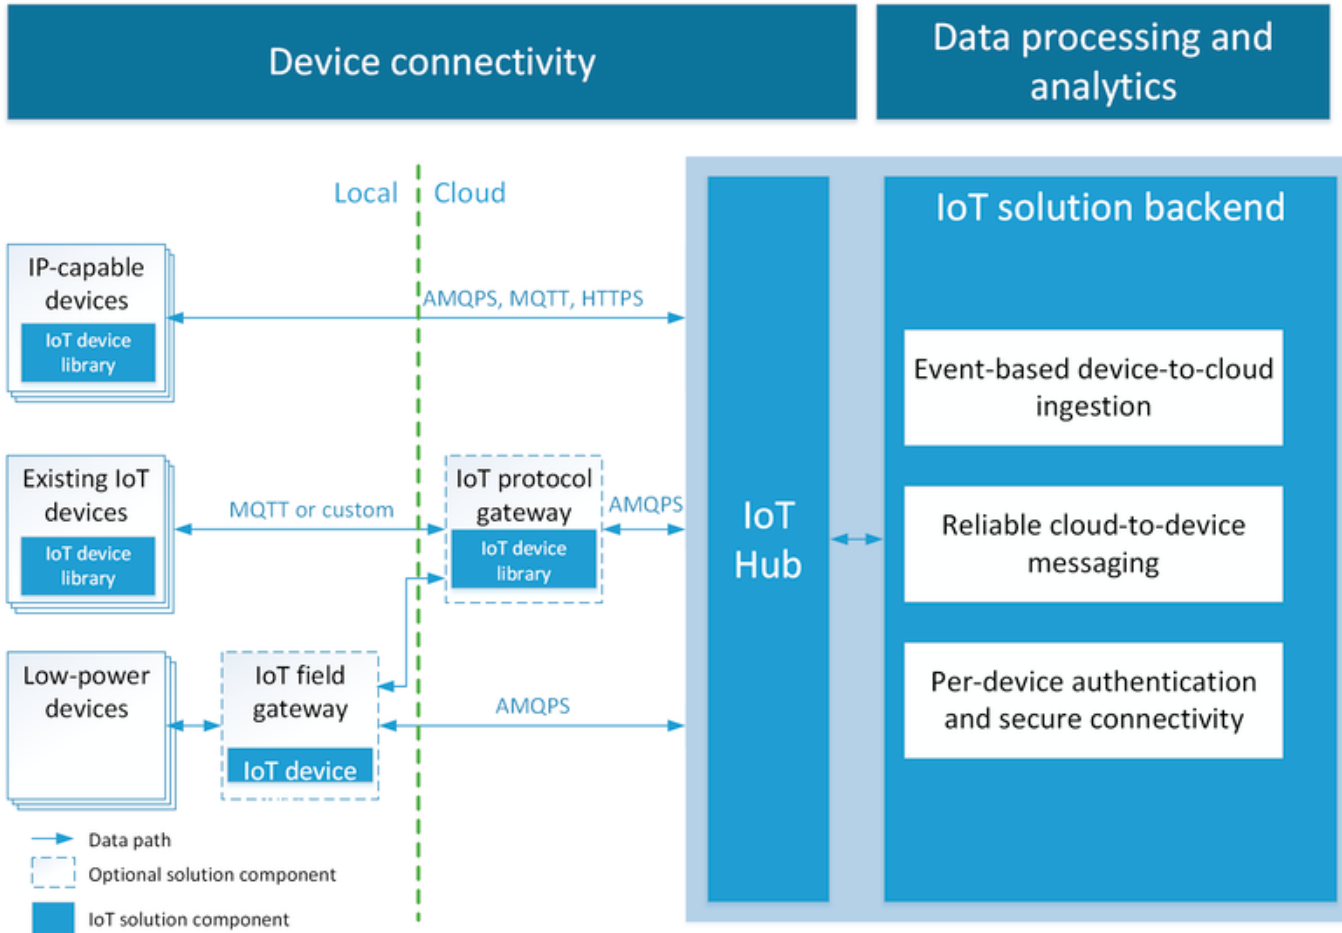 Device connectivity
Data processing and
analytics
Local
Cloud
IoT solution backend
IP-capable
devices
IoT device
library
AMQPS, MQTT, HTTPS
Event-based device-to-cloud
ingestion
Existing IoT
devices
IoT device
library
MQTT or custom
IoT protocol
gateway
IoT device
library
AMQPS
IoT
Hub
Reliable cloud-to-device
messaging
Low-power
devices
IoT field
gateway
IoT device
AMQPS
Per-device authentication
and secure connectivity
Data path
Optional solution component
IoT solution component